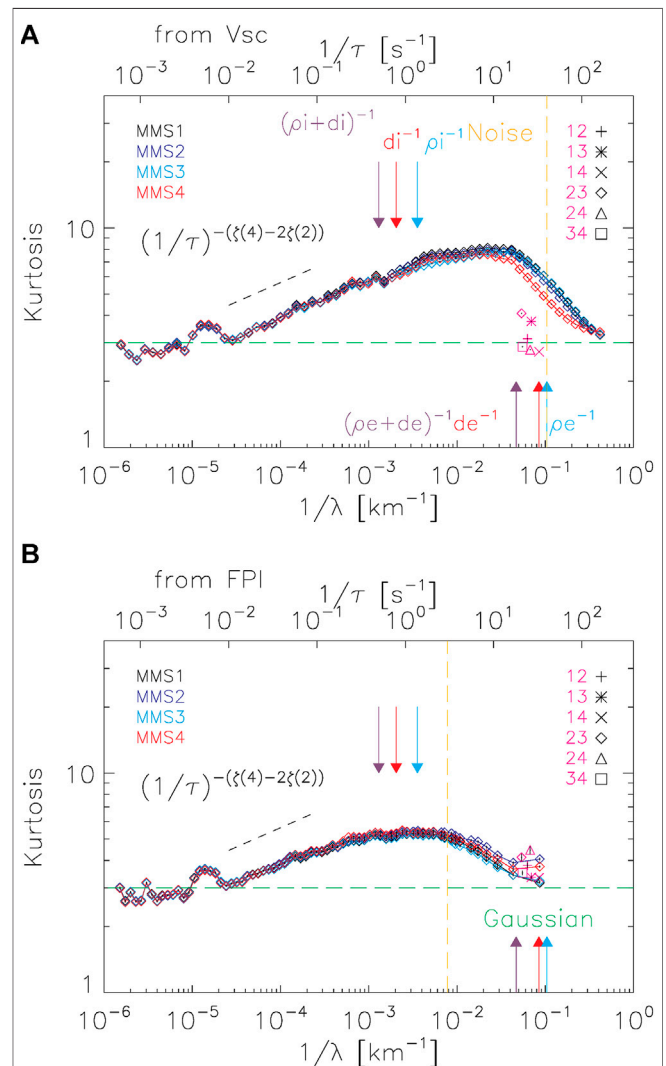 A
from Vsc
1/τ [s⁻¹]
10⁻³ 10⁻² 10⁻¹ 10⁰ 10¹ 10²
(ρi+di)⁻¹
di⁻¹ ρi⁻¹ Noise
MMS1
MMS2
MMS3
MMS4
12 +
13 ✳
14 ×
23 ◇
24 △
34 □
(1/τ)^-(ζ(4)-2ζ(2))
Kurtosis
10
1
(ρe+de)⁻¹ de⁻¹ ρe⁻¹
10⁻⁶ 10⁻⁵ 10⁻⁴ 10⁻³ 10⁻² 10⁻¹ 10⁰
1/λ [km⁻¹]
B
from FPI
1/τ [s⁻¹]
10⁻³ 10⁻² 10⁻¹ 10⁰ 10¹ 10²
MMS1
MMS2
MMS3
MMS4
12 +
13 ✳
14 ×
23 ◇
24 △
34 □
(1/τ)^-(ζ(4)-2ζ(2))
Kurtosis
10
1
Gaussian
10⁻⁶ 10⁻⁵ 10⁻⁴ 10⁻³ 10⁻² 10⁻¹ 10⁰
1/λ [km⁻¹]